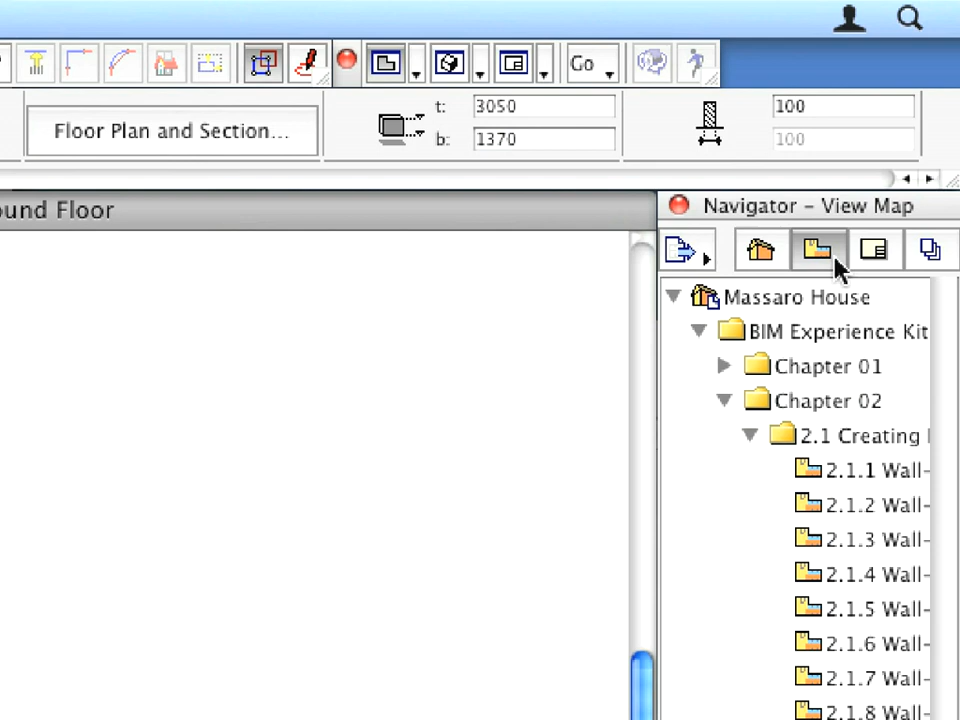 Go
Floor Plan and Section...
t:
3050
b:
1370
100
100
ound Floor
Navigator – View Map
Massaro House
BIM Experience Kit
Chapter 01
Chapter 02
2.1 Creating
2.1.1 Wall-
2.1.2 Wall-
2.1.3 Wall-
2.1.4 Wall-
2.1.5 Wall-
2.1.6 Wall-
2.1.7 Wall-
2.1.8 Wall-